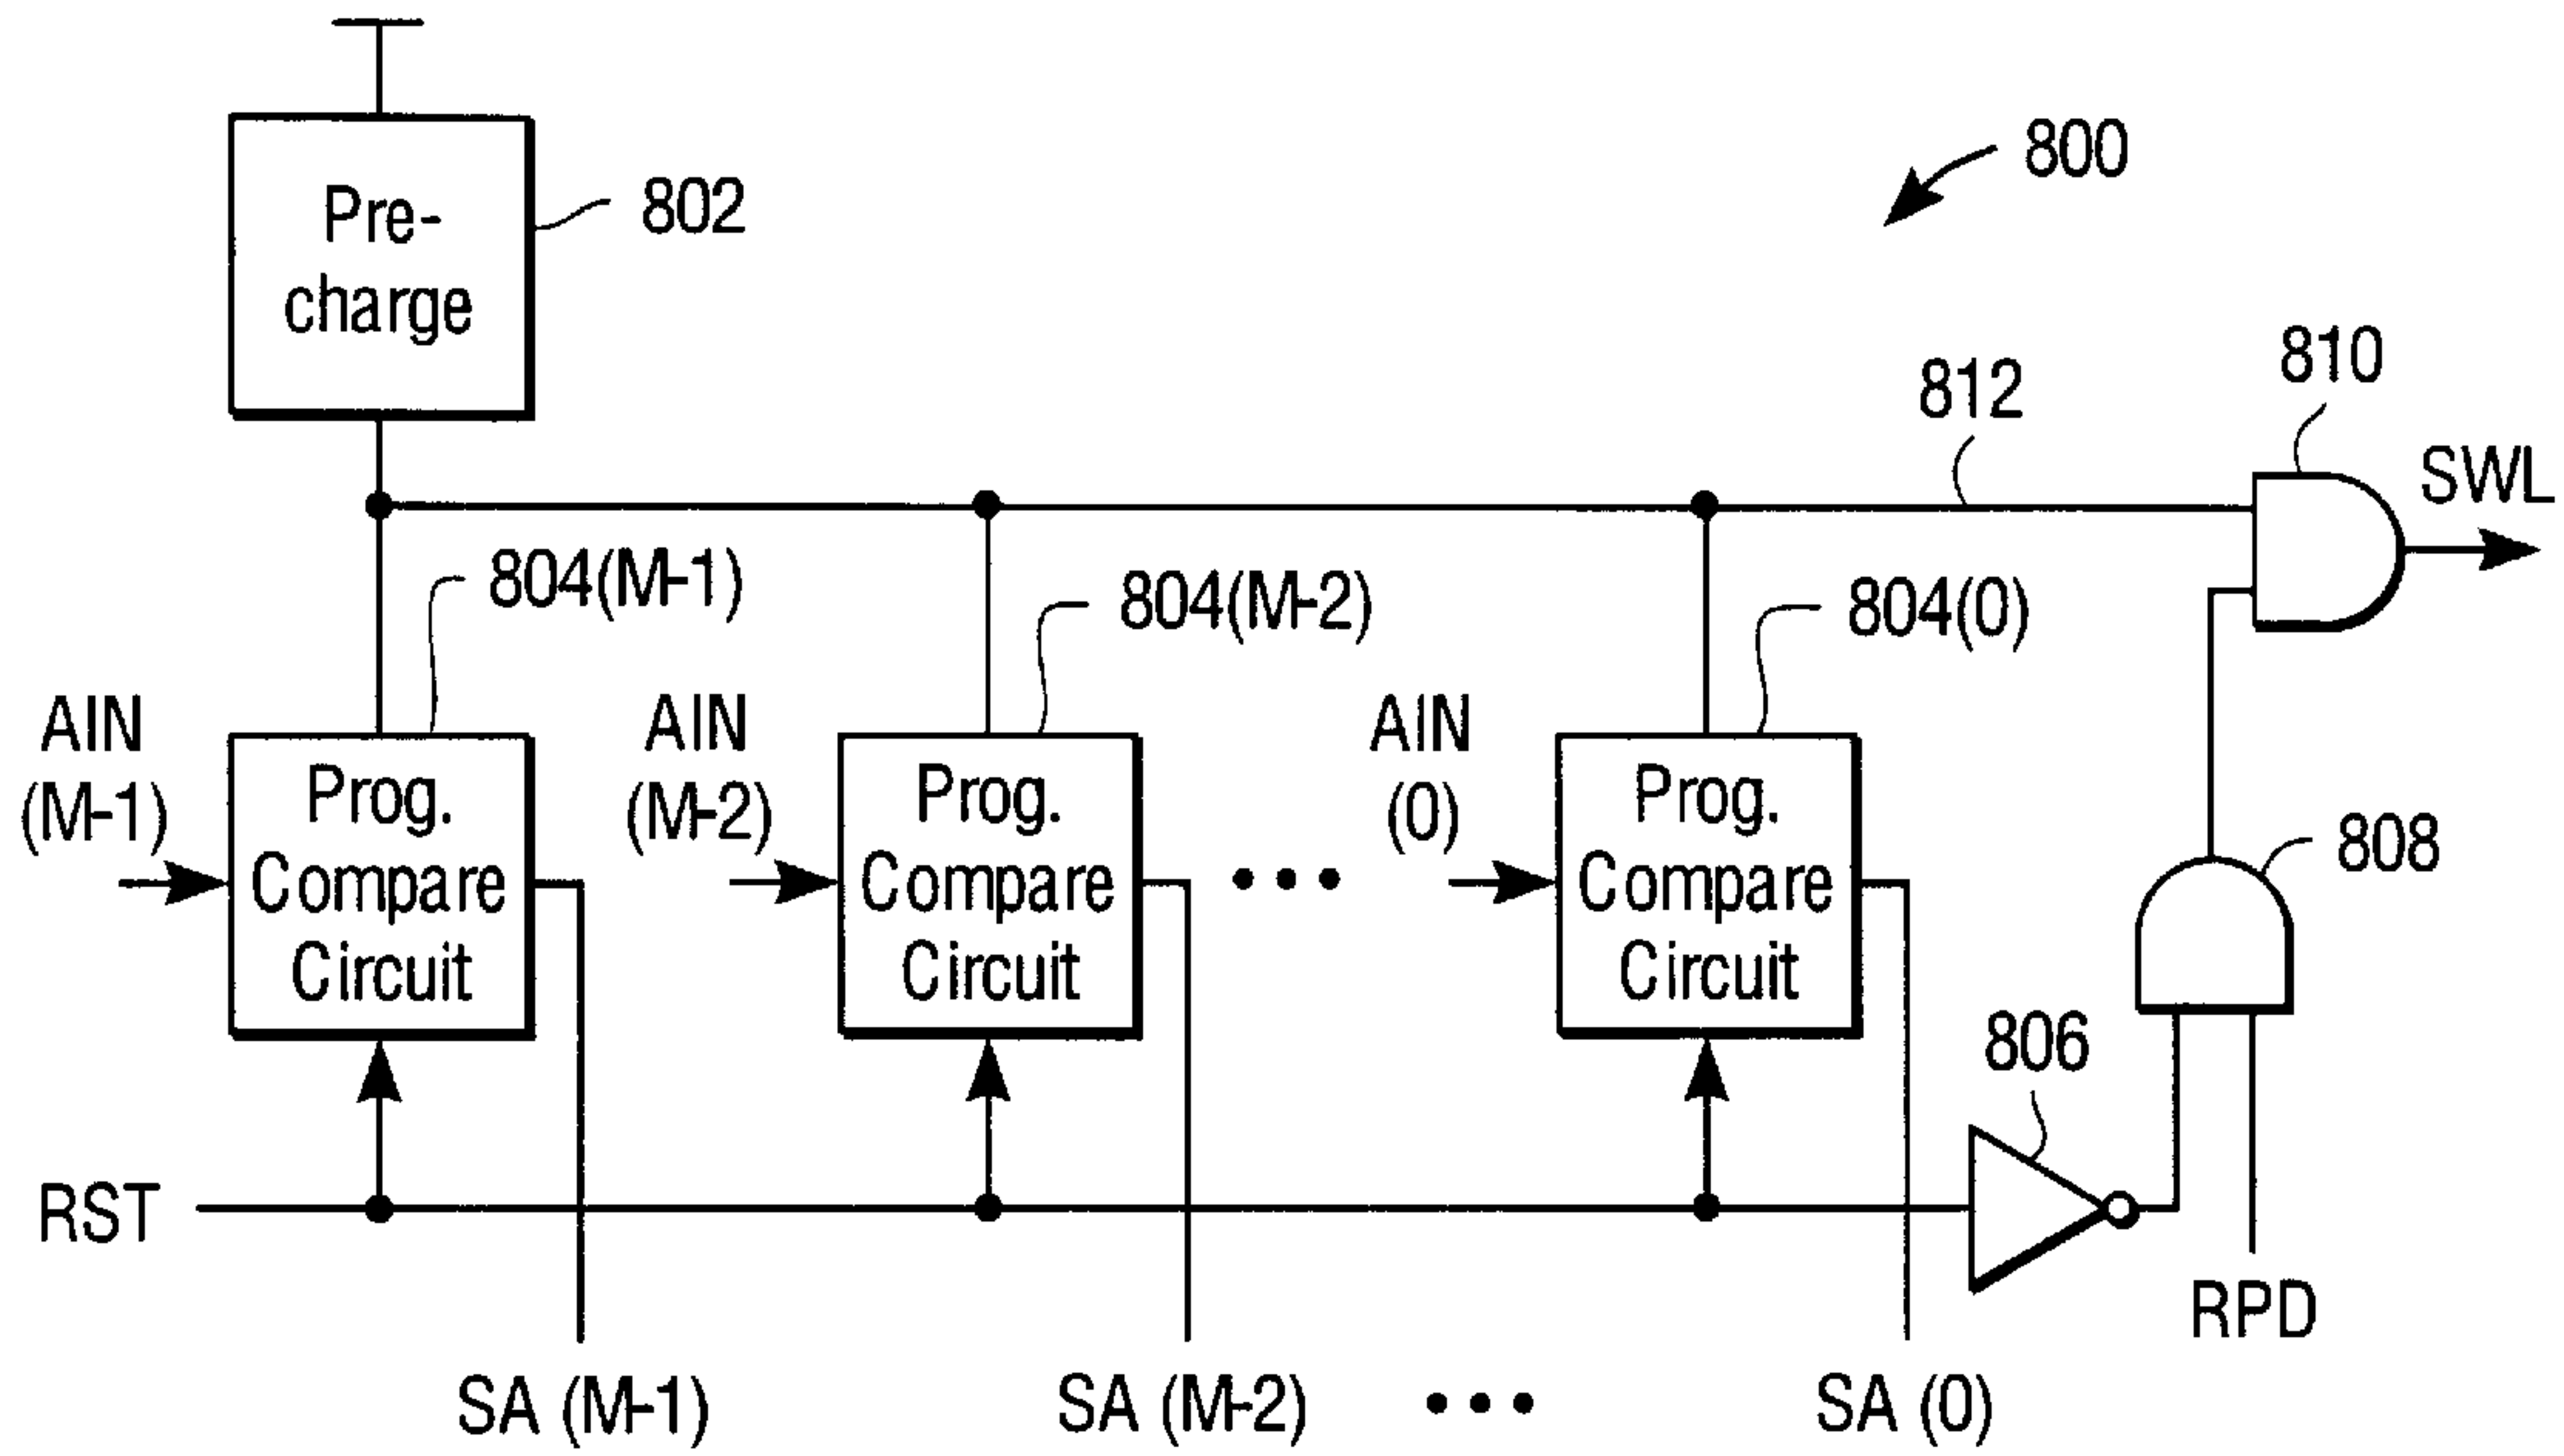 800
Pre-
charge
802
810
812
SWL
804(M-1)
804(M-2)
804(0)
AIN
(M-1)
AIN
(M-2)
AIN
(0)
Prog.
Compare
Circuit
Prog.
Compare
Circuit
• • •
Prog.
Compare
Circuit
808
806
RST
RPD
SA (M-1)
SA (M-2)
• • •
SA (0)